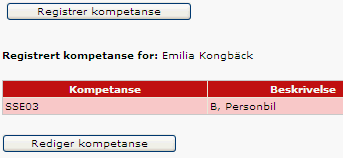 Registrer kompetanse
Registrert kompetanse for: Emilia Kongbäck
Kompetanse Beskrivelse
SSE03 B, Personbil
Rediger kompetanse